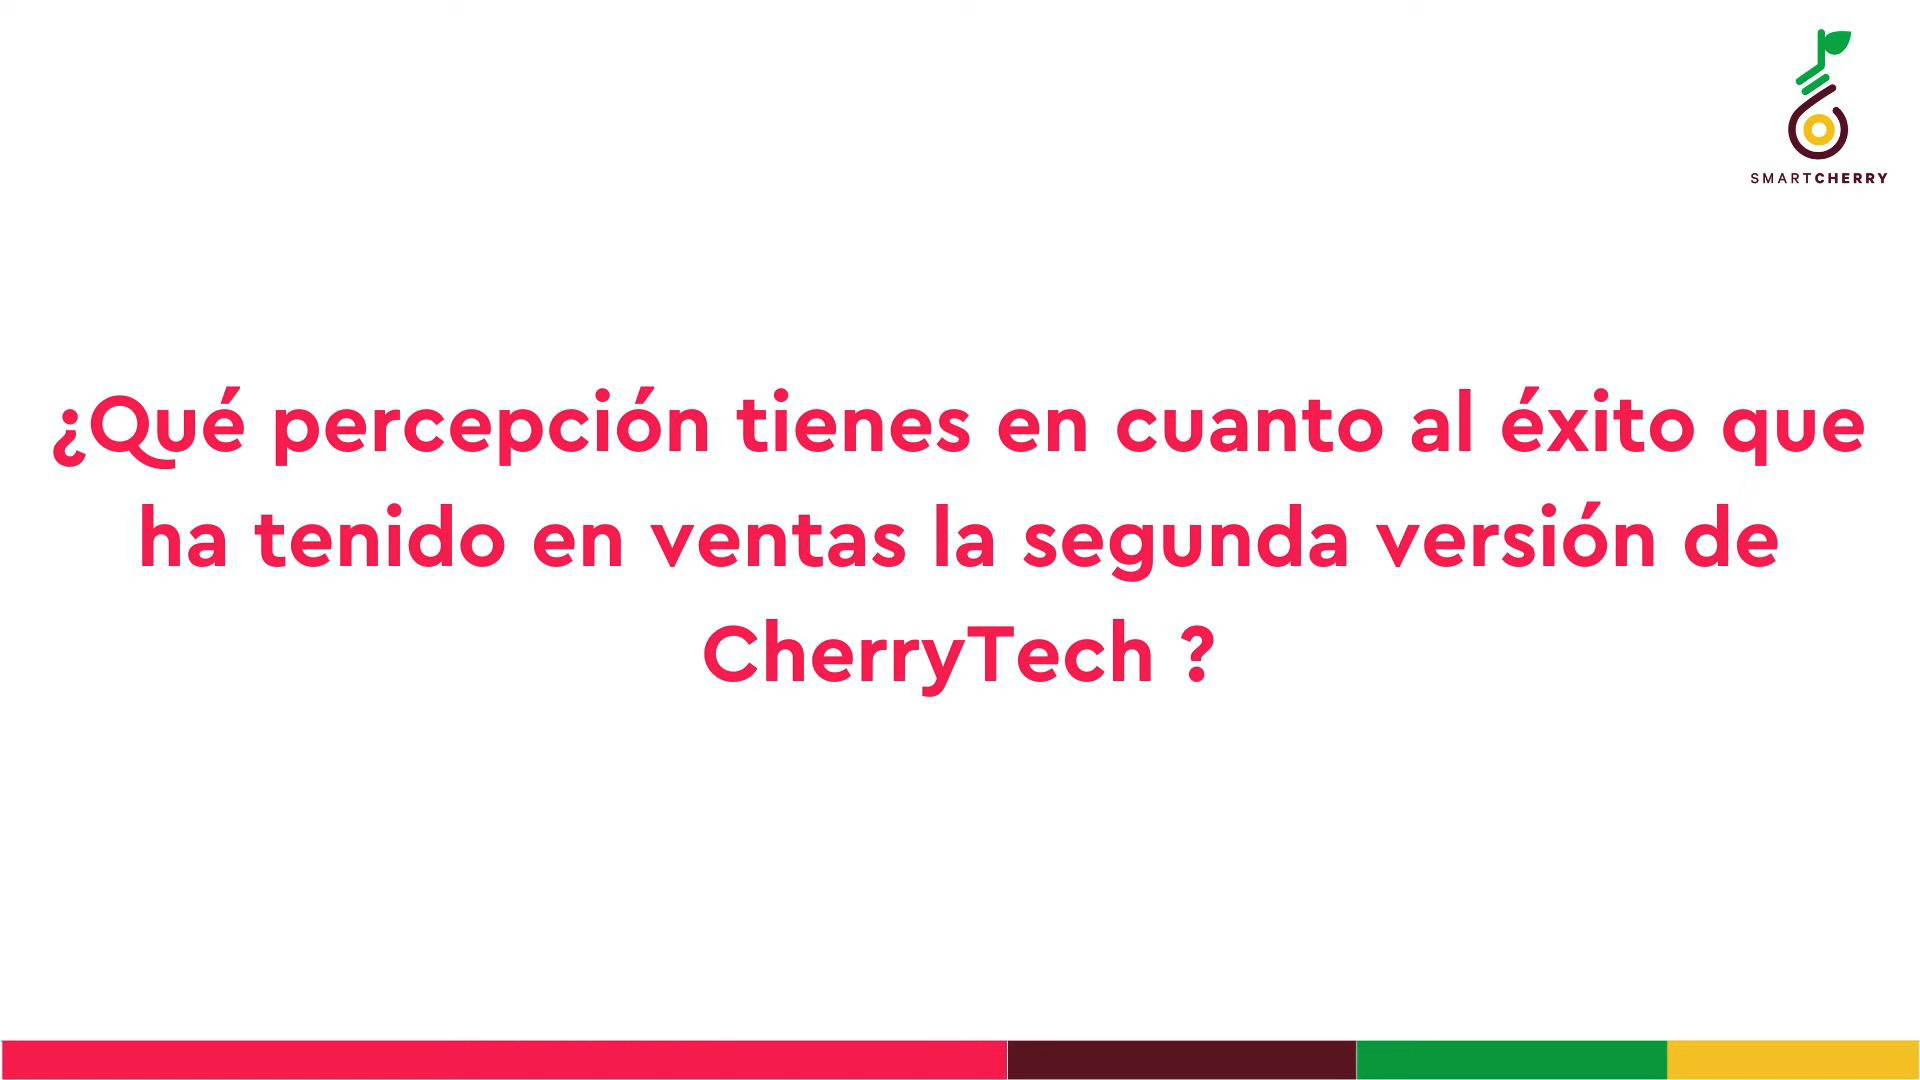 SMARTCHERRY
¿Qué percepción tienes en cuanto al éxito que
ha tenido en ventas la segunda versión de
CherryTech ?